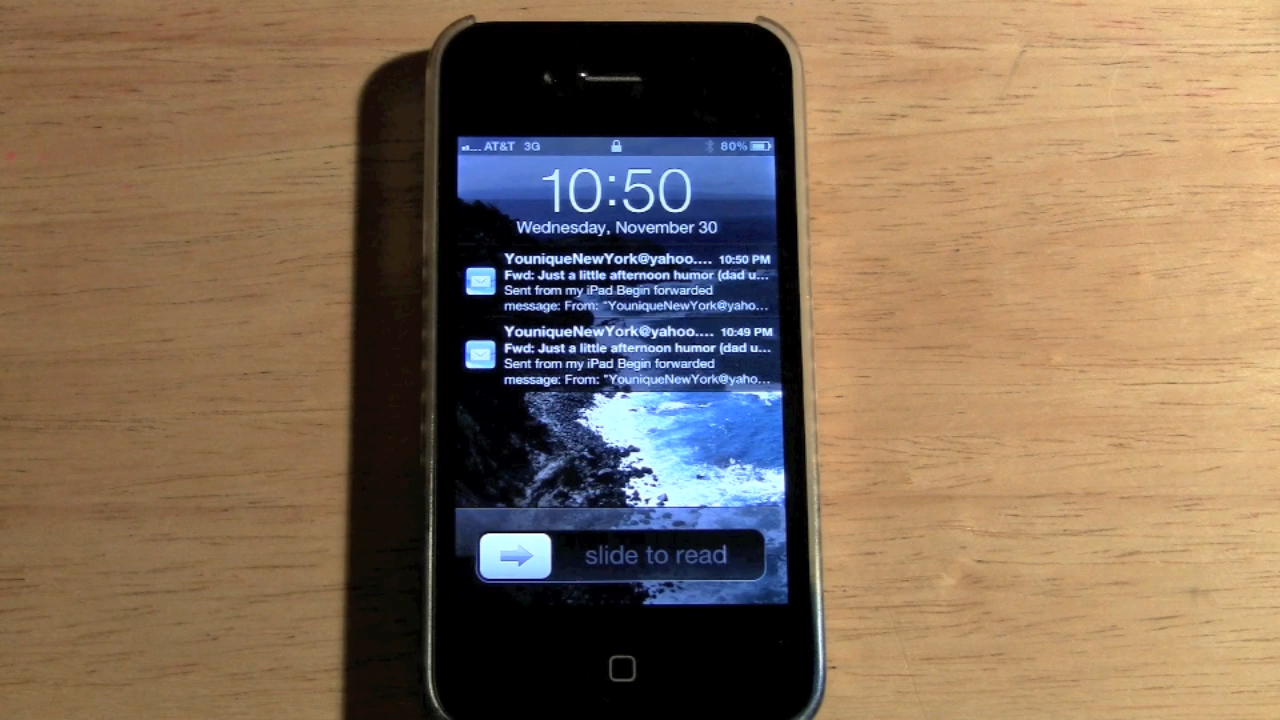 AT&T 3G 80%
10:50
Wednesday, November 30
YouniqueNewYork@yahoo.... 10:50 PM
Fwd: Just a little afternoon humor (dad u...
Sent from my iPad Begin forwarded
message: From: "YouniqueNewYork@yaho...
YouniqueNewYork@yahoo.... 10:49 PM
Fwd: Just a little afternoon humor (dad u...
Sent from my iPad Begin forwarded
message: From: "YouniqueNewYork@yaho...
slide to read